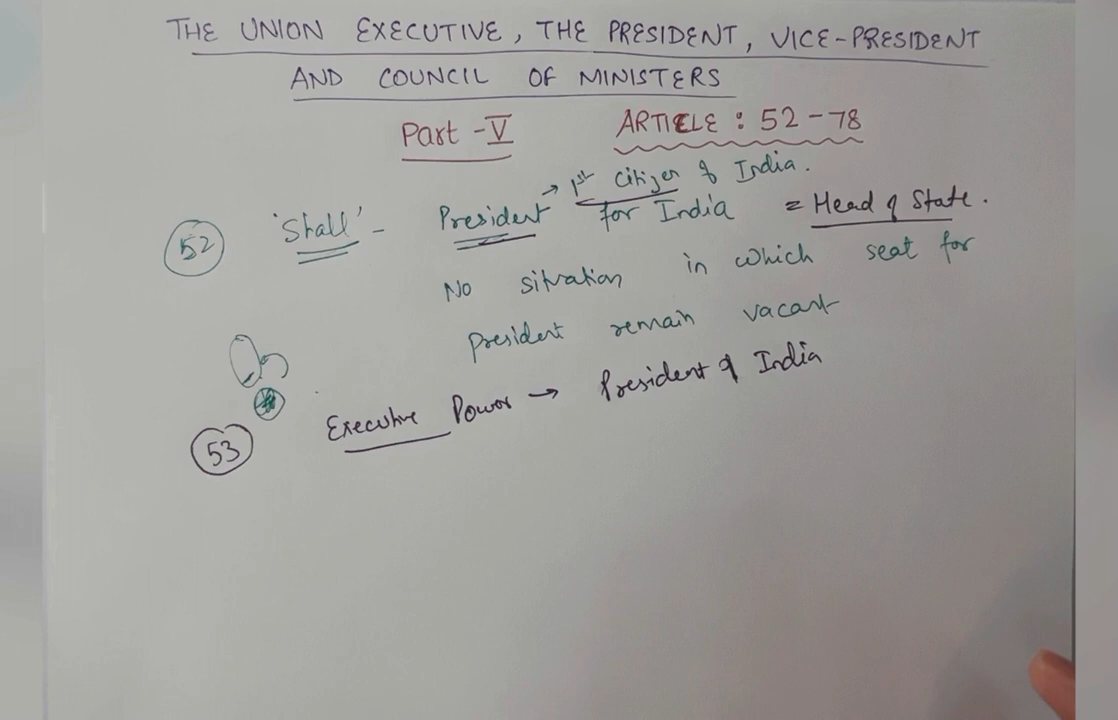 THE UNION EXECUTIVE, THE PRESIDENT, VICE-PRESIDENT
AND COUNCIL OF MINISTERS
Part - V ARTICLE : 52-78
→ 1st Citizen of India.
52 'Shall' - President for India = Head of State.
No situation in which seat for
president remain vacant
53 Executive Power → President of India